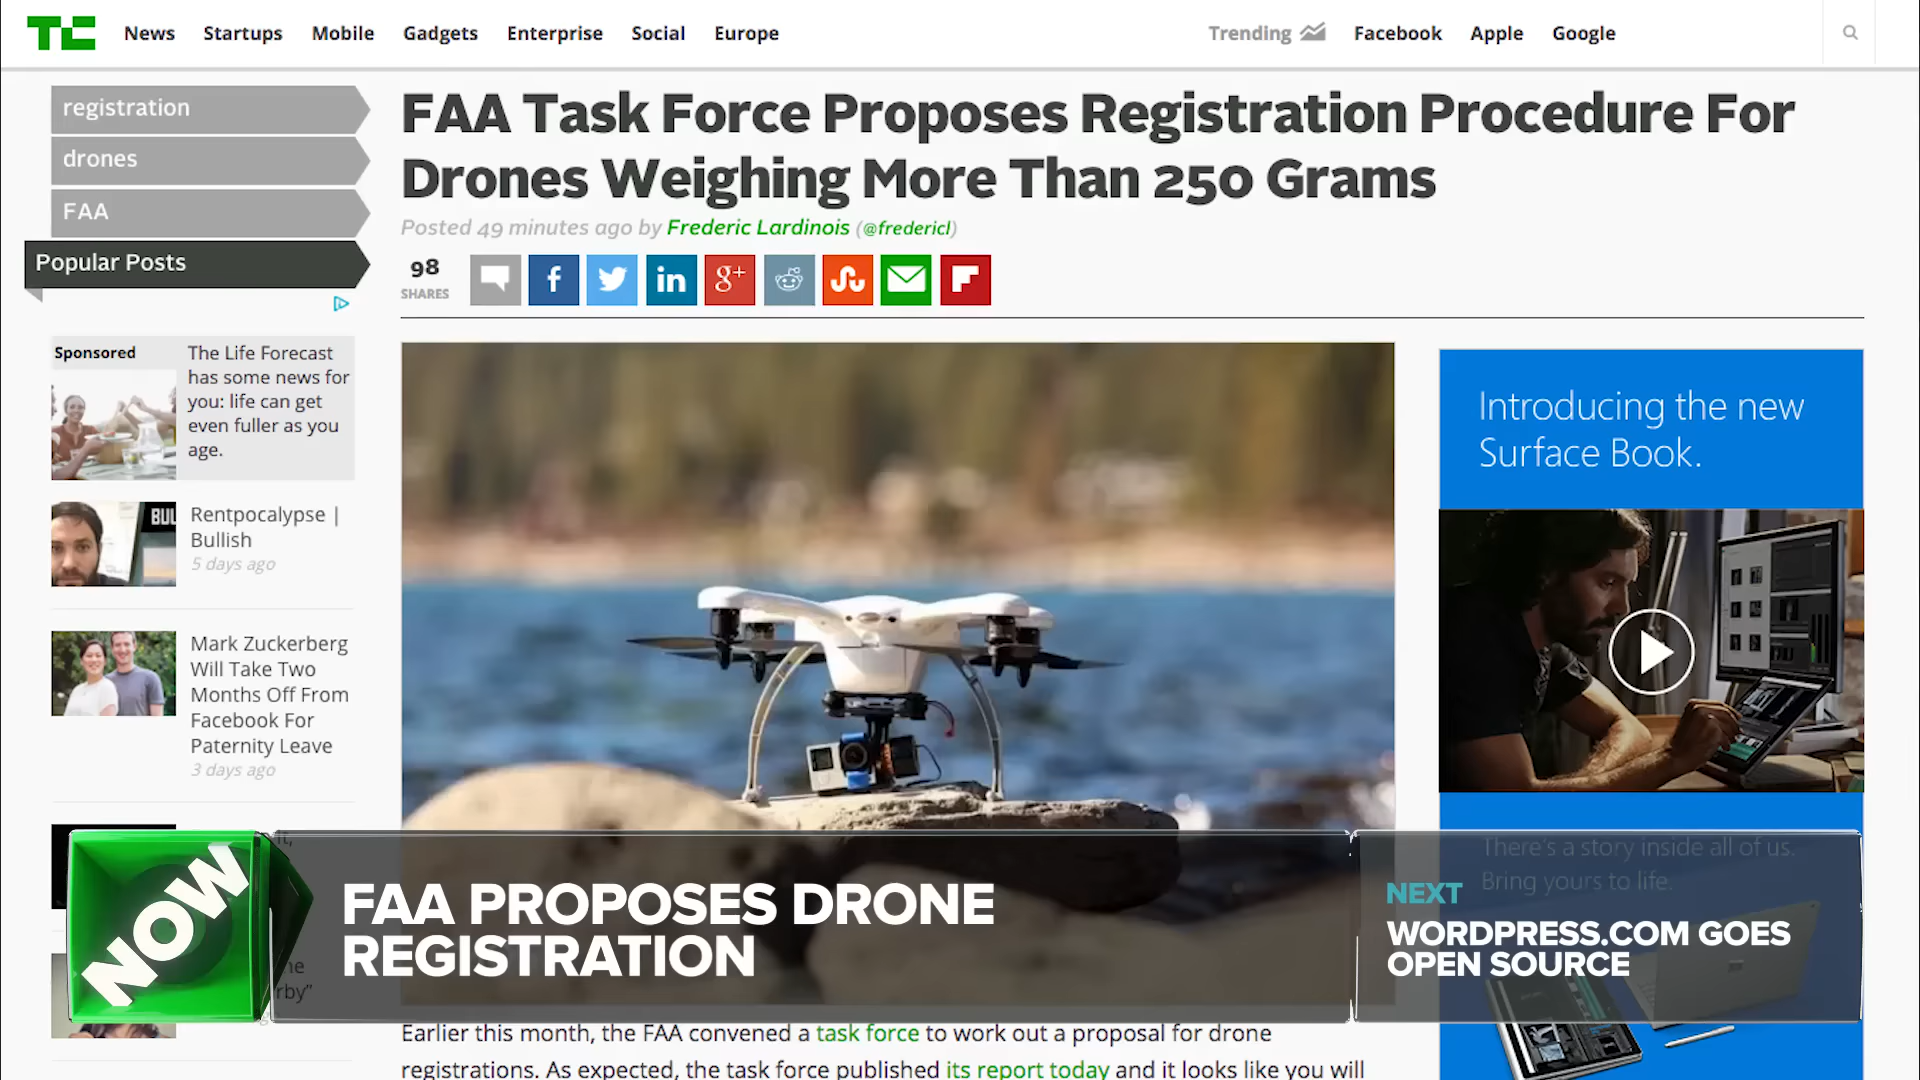 TC News Startups Mobile Gadgets Enterprise Social Europe Trending Facebook Apple Google
registration
drones
FAA
Popular Posts
FAA Task Force Proposes Registration Procedure For
Drones Weighing More Than 250 Grams
Posted 49 minutes ago by Frederic Lardinois (@fredericl)
98
SHARES
f in g+
Sponsored
The Life Forecast
has some news for
you: life can get
even fuller as you
age.
BUL
Rentpocalypse |
Bullish
5 days ago
Mark Zuckerberg
Will Take Two
Months Off From
Facebook For
Paternity Leave
3 days ago
rby”
Introducing the new
Surface Book.
There's a story inside all of us.
Bring yours to life.
NOW
FAA PROPOSES DRONE
REGISTRATION
NEXT
WORDPRESS.COM GOES
OPEN SOURCE
Earlier this month, the FAA convened a task force to work out a proposal for drone
registrations. As expected, the task force published its report today and it looks like you will